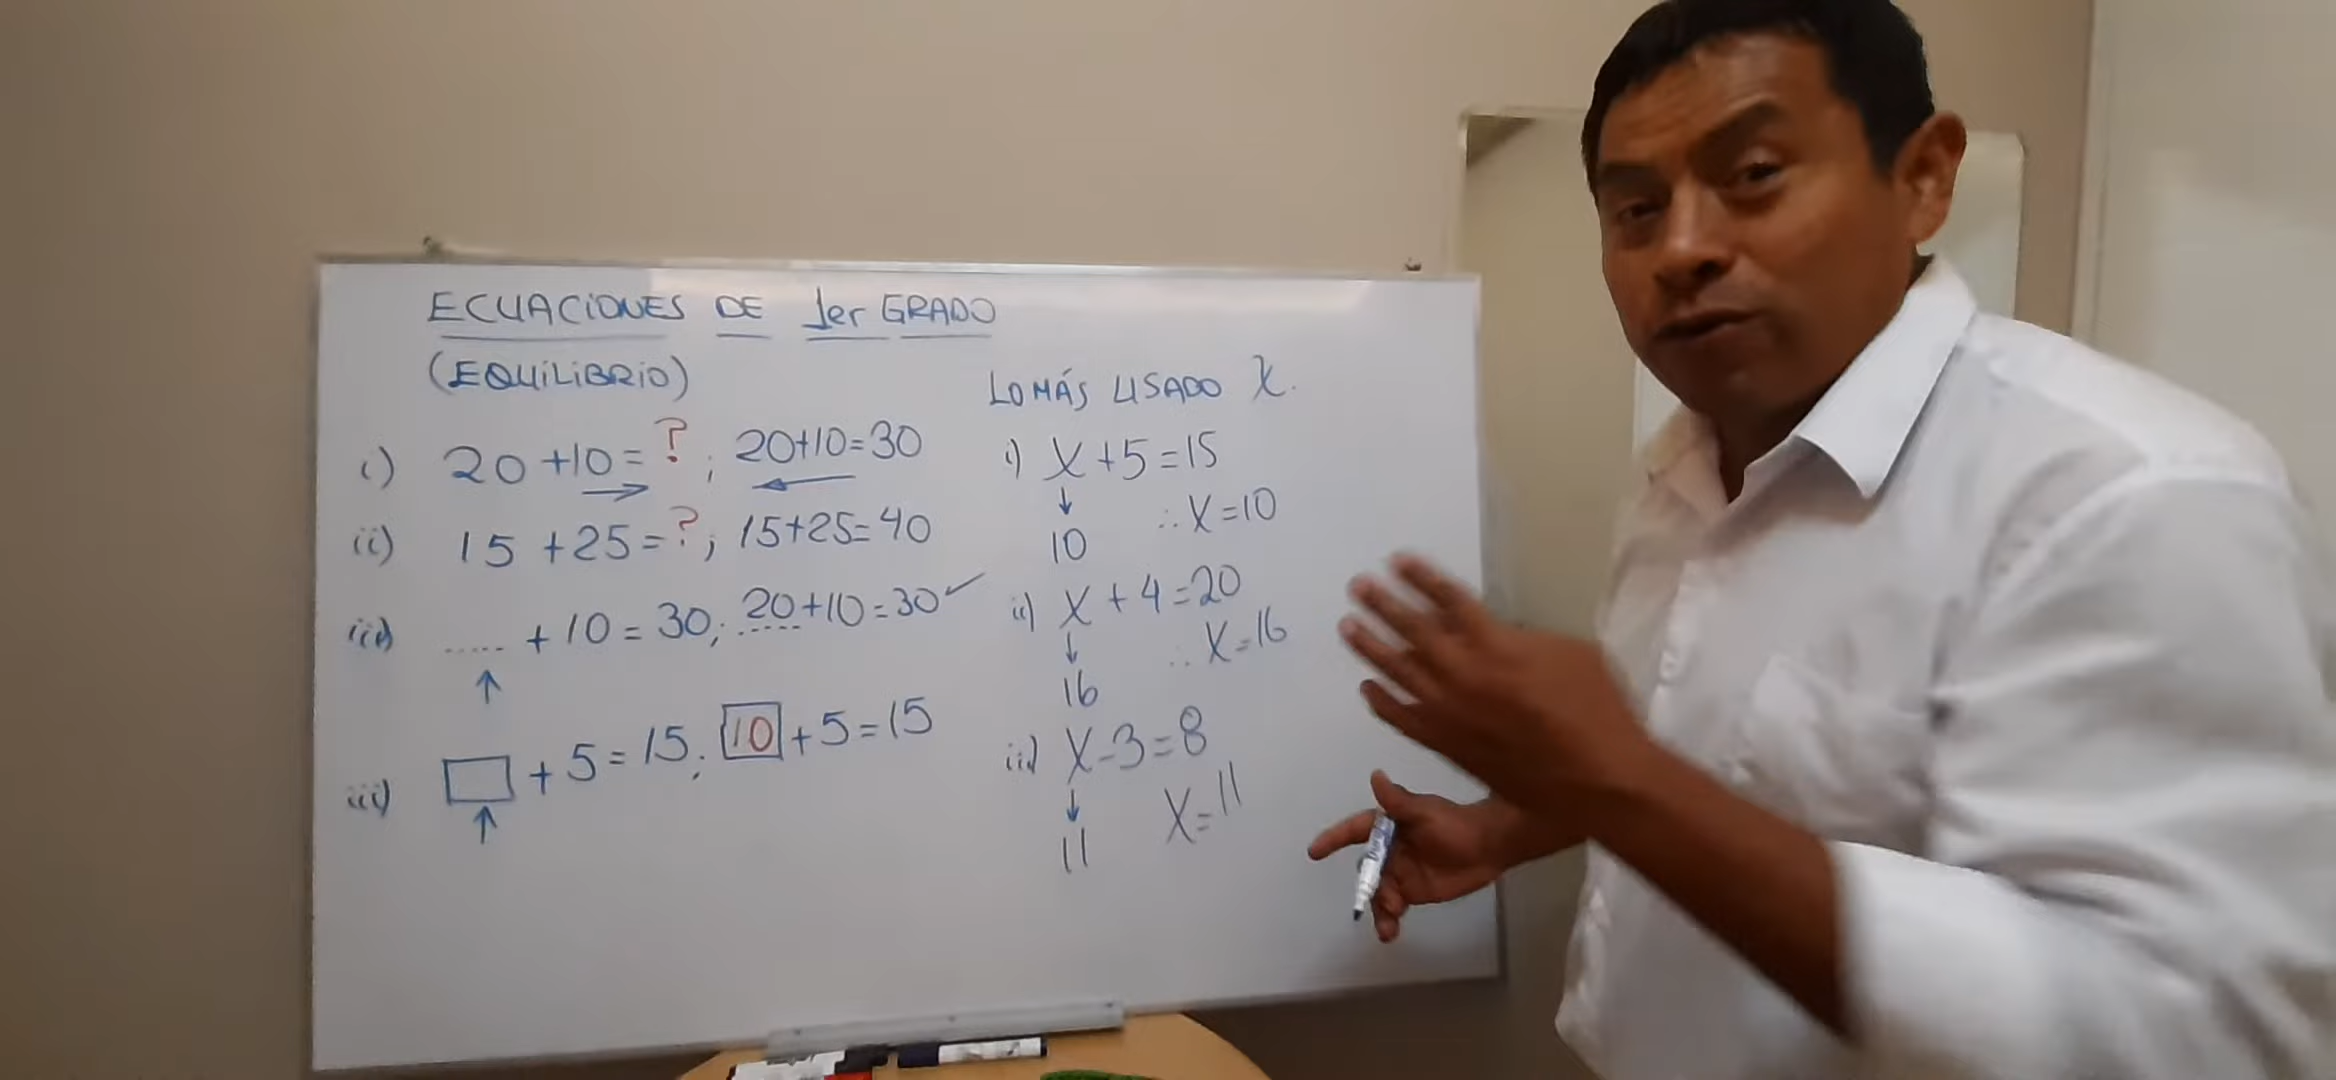 ECUACIONES DE 1er GRADO
(EQUILIBRIO)
i) 20 +10 = ? ; 20+10=30
ii) 15 +25=? ; 15+25=40
iii) ..... + 10 = 30; 20+10=30 ✓
↑
iii) □ + 5 = 15; 10 + 5 = 15
↑
LO MÁS USADO X.
i) X+5=15
↓ ∴ X=10
10
ii) X + 4 = 20
↓ ∴ X=16
16
iii) X-3=8
↓ X=11
11